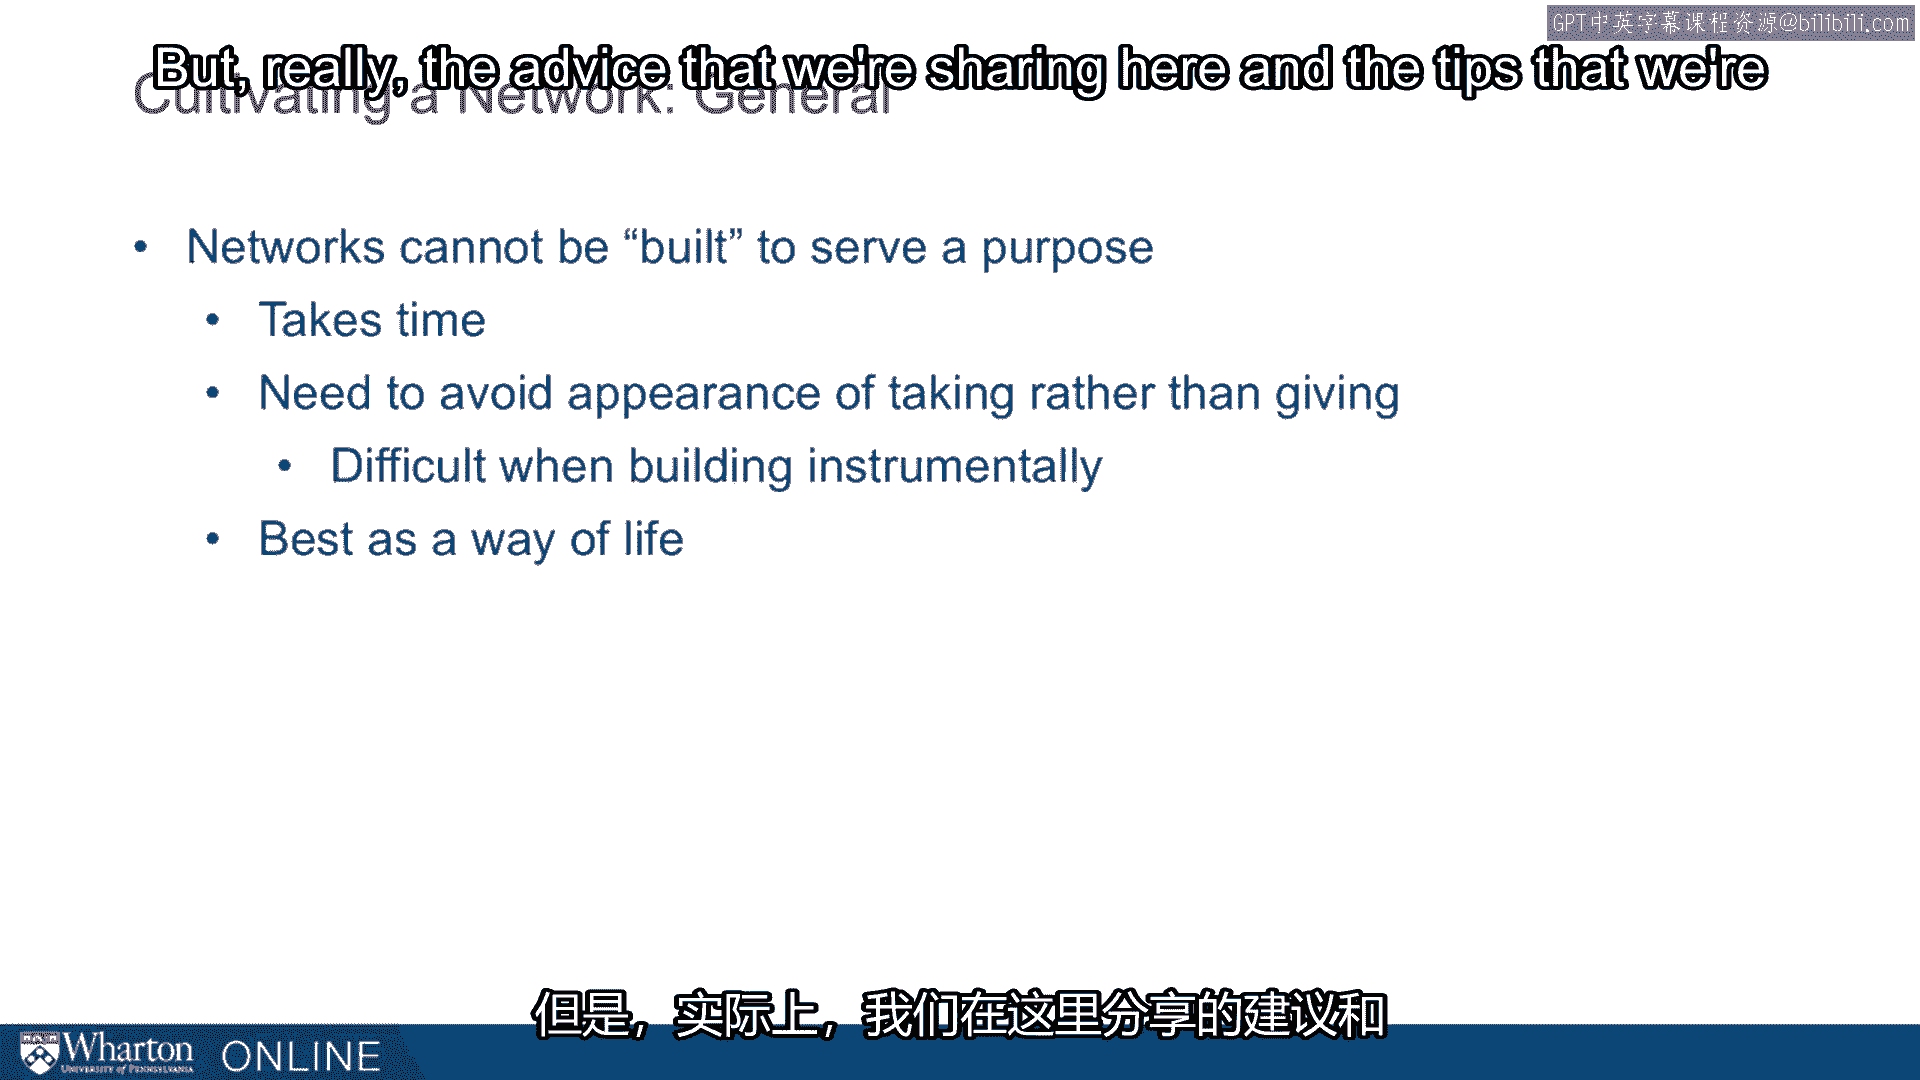 GPT中英字幕课程资源@bilibili.com
But, really, the advice that we're sharing here and the tips that we're
Cultivating a Network: General
• Networks cannot be “built” to serve a purpose
• Takes time
• Need to avoid appearance of taking rather than giving
• Difficult when building instrumentally
• Best as a way of life
但是，实际上，我们在这里分享的建议和
Wharton ONLINE
UNIVERSITY of PENNSYLVANIA